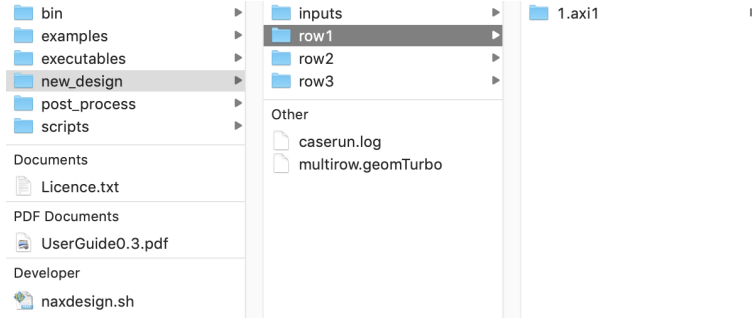 bin
examples
executables
new_design
post_process
scripts
Documents
Licence.txt
PDF Documents
UserGuide0.3.pdf
Developer
naxdesign.sh
inputs
row1
row2
row3
Other
caserun.log
multirow.geomTurbo
1.axi1